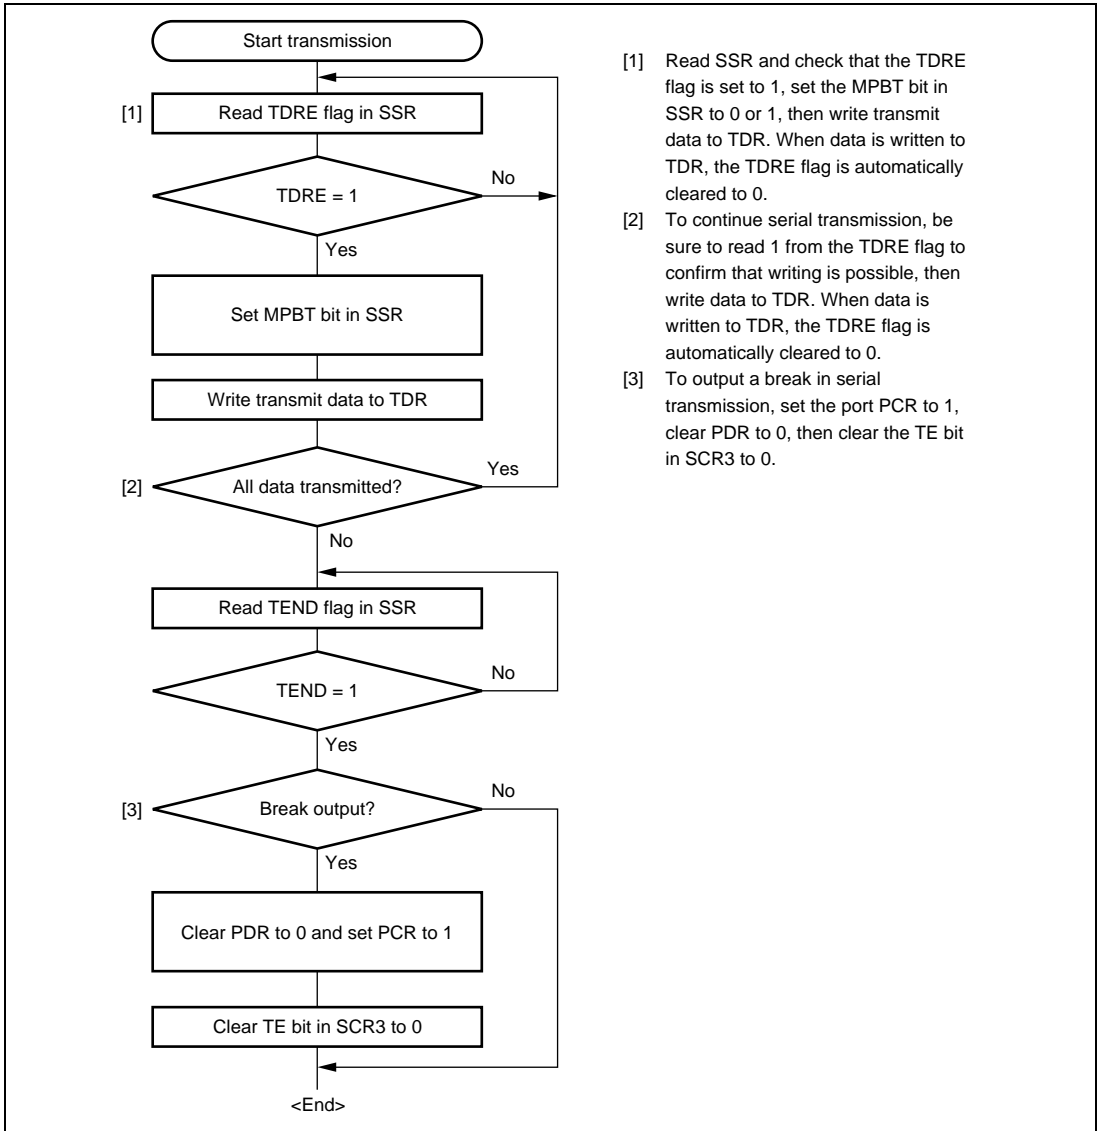 Start transmission
[1] Read TDRE flag in SSR
TDRE = 1
No
Yes
Set MPBT bit in SSR
Write transmit data to TDR
[2] All data transmitted?
Yes
No
Read TEND flag in SSR
TEND = 1
No
Yes
[3] Break output?
No
Yes
Clear PDR to 0 and set PCR to 1
Clear TE bit in SCR3 to 0
<End>
[1] Read SSR and check that the TDRE
flag is set to 1, set the MPBT bit in
SSR to 0 or 1, then write transmit
data to TDR. When data is written to
TDR, the TDRE flag is automatically
cleared to 0.
[2] To continue serial transmission, be
sure to read 1 from the TDRE flag to
confirm that writing is possible, then
write data to TDR. When data is
written to TDR, the TDRE flag is
automatically cleared to 0.
[3] To output a break in serial
transmission, set the port PCR to 1,
clear PDR to 0, then clear the TE bit
in SCR3 to 0.